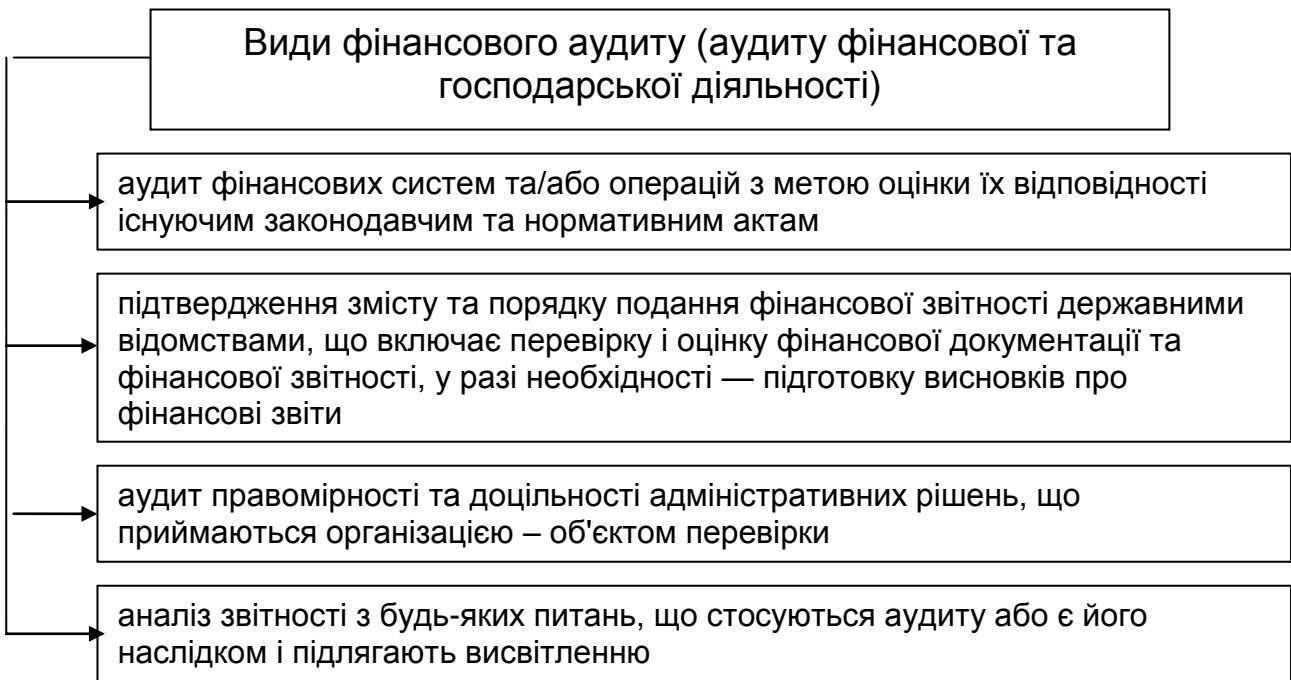 Види фінансового аудиту (аудиту фінансової та
господарської діяльності)
аудит фінансових систем та/або операцій з метою оцінки їх відповідності
існуючим законодавчим та нормативним актам
підтвердження змісту та порядку подання фінансової звітності державними
відомствами, що включає перевірку і оцінку фінансової документації та
фінансової звітності, у разі необхідності — підготовку висновків про
фінансові звіти
аудит правомірності та доцільності адміністративних рішень, що
приймаються організацією – об'єктом перевірки
аналіз звітності з будь-яких питань, що стосуються аудиту або є його
наслідком і підлягають висвітленню